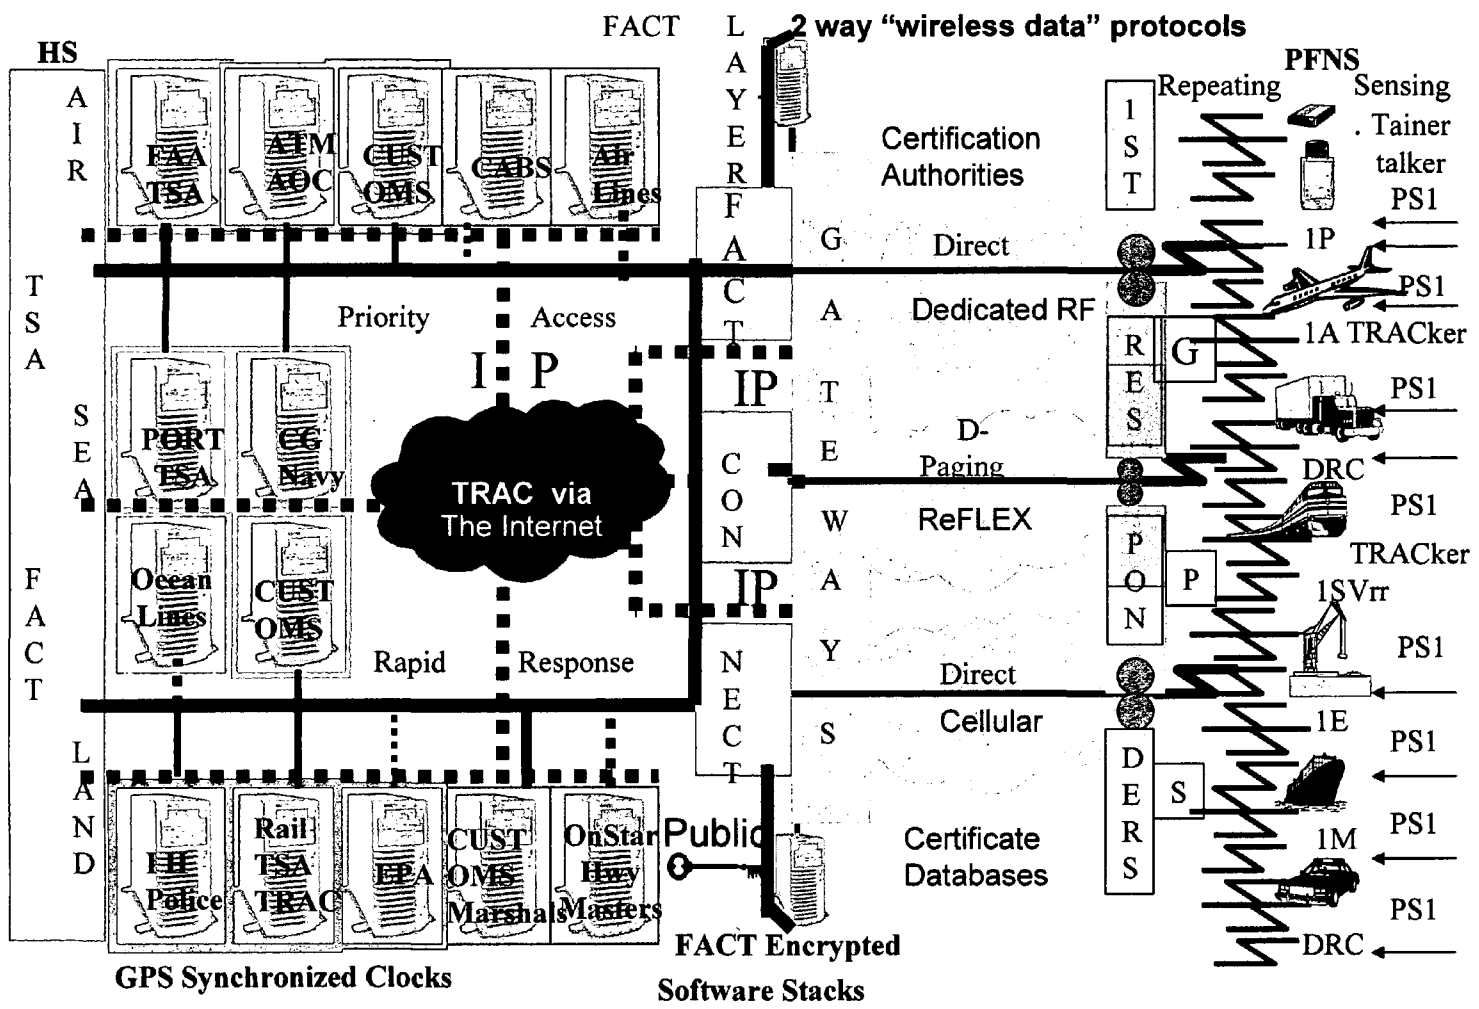 FACT
2 way “wireless data” protocols
HS
LAYER
PFNS
Repeating
Sensing
. Tainer
talker
AIR
TSA
SEA
FACT
LAND
FAA
TSA
ATM
AOC
CUST
OMS
CABS
Air
Lines
Certification
Authorities
1ST
PS1
1P
FACT
GATEWAYS
Direct
Dedicated RF
PS1
1A TRACker
Priority
Access
I P
IP
RES
G
PS1
PORT
TSA
CG
Navy
CON
D-
Paging
DRC
TRAC via
The Internet
ReFLEX
PS1
TRACker
PON
P
1SVrr
Ocean
Lines
CUST
OMS
IP
Rapid
Response
NECT
Direct
Cellular
PS1
1E
PS1
DERS
S
PS1
1M
Rail
TSA
TRAC
Police
EPA
CUST
OMS
Marshals
OnStar
Hwy
Masters
Public
Certificate
Databases
PS1
DRC
FACT Encrypted
Software Stacks
GPS Synchronized Clocks